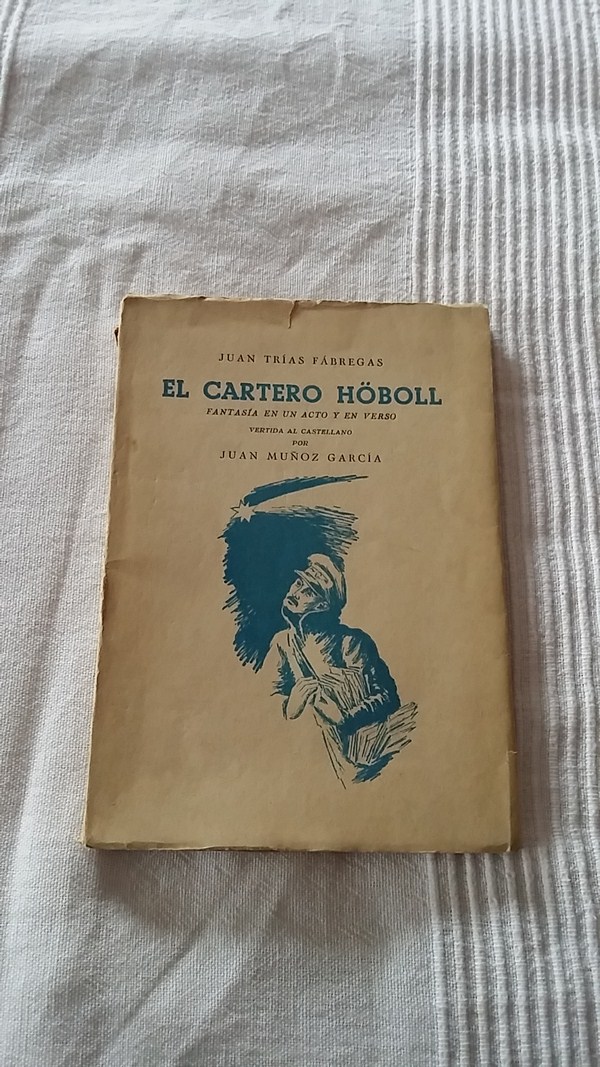 JUAN TRÍAS FÁBREGAS
EL CARTERO HÖBOLL
FANTASÍA EN UN ACTO Y EN VERSO
VERTIDA AL CASTELLANO
POR
JUAN MUÑOZ GARCÍA